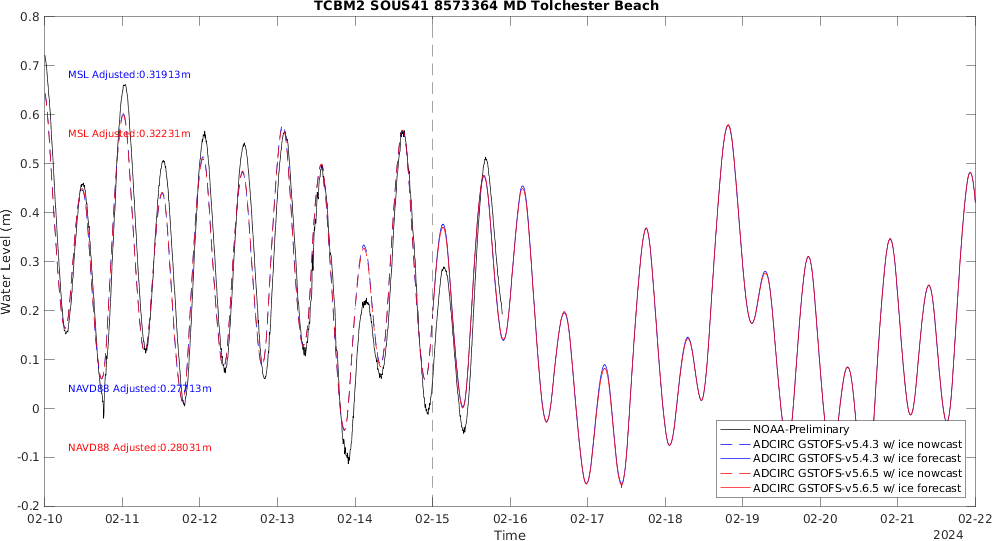 TCBM2 SOUS41 8573364 MD Tolchester Beach
Water Level (m)
0.8
0.7
0.6
0.5
0.4
0.3
0.2
0.1
0
-0.1
-0.2
MSL Adjusted:0.31913m
MSL Adjusted:0.32231m
NAVD88 Adjusted:0.27713m
NAVD88 Adjusted:0.28031m
NOAA-Preliminary
ADCIRC GSTOFS-v5.4.3 w/ ice nowcast
ADCIRC GSTOFS-v5.4.3 w/ ice forecast
ADCIRC GSTOFS-v5.6.5 w/ ice nowcast
ADCIRC GSTOFS-v5.6.5 w/ ice forecast
02-10 02-11 02-12 02-13 02-14 02-15 02-16 02-17 02-18 02-19 02-20 02-21 02-22
Time
2024